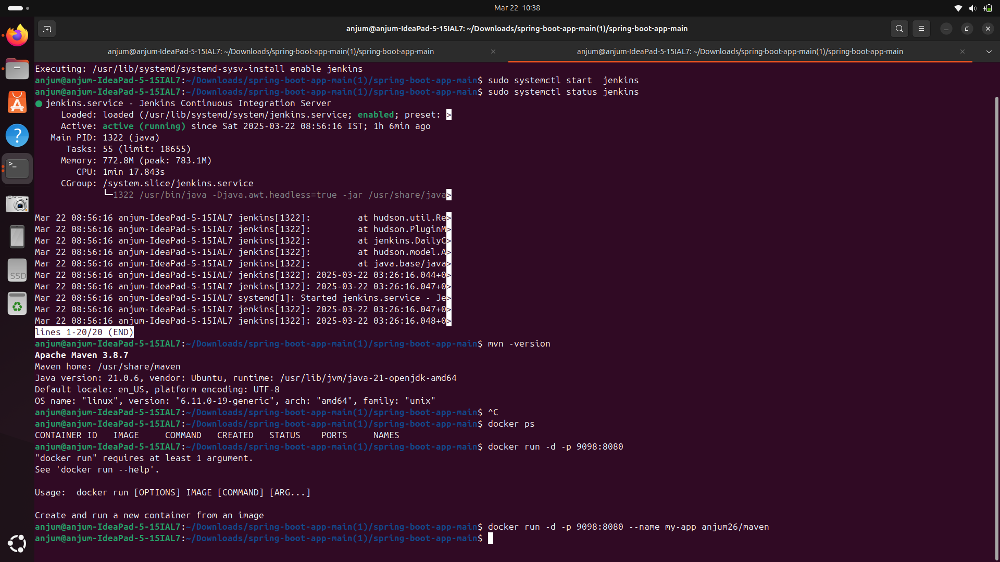 Mar 22 10:38
anjum@anjum-IdeaPad-5-15IAL7: ~/Downloads/spring-boot-app-main(1)/spring-boot-app-main
anjum@anjum-IdeaPad-5-15IAL7: ~/Downloads/spring-boot-app-main(1)/spring-boot-app-main
anjum@anjum-IdeaPad-5-15IAL7: ~/Downloads/spring-boot-app-main(1)/spring-boot-app-main
Executing: /usr/lib/systemd/systemd-sysv-install enable jenkins
anjum@anjum-IdeaPad-5-15IAL7:~/Downloads/spring-boot-app-main(1)/spring-boot-app-main$ sudo systemctl start  jenkins
anjum@anjum-IdeaPad-5-15IAL7:~/Downloads/spring-boot-app-main(1)/spring-boot-app-main$ sudo systemctl status jenkins
● jenkins.service - Jenkins Continuous Integration Server
     Loaded: loaded (/usr/lib/systemd/system/jenkins.service; enabled; preset: >
     Active: active (running) since Sat 2025-03-22 08:56:16 IST; 1h 6min ago
   Main PID: 1322 (java)
      Tasks: 55 (limit: 18655)
     Memory: 772.8M (peak: 783.1M)
        CPU: 1min 17.843s
     CGroup: /system.slice/jenkins.service
             └─1322 /usr/bin/java -Djava.awt.headless=true -jar /usr/share/java>
Mar 22 08:56:16 anjum-IdeaPad-5-15IAL7 jenkins[1322]:         at hudson.util.Re>
Mar 22 08:56:16 anjum-IdeaPad-5-15IAL7 jenkins[1322]:         at hudson.PluginM>
Mar 22 08:56:16 anjum-IdeaPad-5-15IAL7 jenkins[1322]:         at jenkins.DailyC>
Mar 22 08:56:16 anjum-IdeaPad-5-15IAL7 jenkins[1322]:         at hudson.model.A>
Mar 22 08:56:16 anjum-IdeaPad-5-15IAL7 jenkins[1322]:         at java.base/java>
Mar 22 08:56:16 anjum-IdeaPad-5-15IAL7 jenkins[1322]: 2025-03-22 03:26:16.044+0>
Mar 22 08:56:16 anjum-IdeaPad-5-15IAL7 jenkins[1322]: 2025-03-22 03:26:16.047+0>
Mar 22 08:56:16 anjum-IdeaPad-5-15IAL7 systemd[1]: Started jenkins.service - Je>
Mar 22 08:56:16 anjum-IdeaPad-5-15IAL7 jenkins[1322]: 2025-03-22 03:26:16.047+0>
Mar 22 08:56:16 anjum-IdeaPad-5-15IAL7 jenkins[1322]: 2025-03-22 03:26:16.048+0>
lines 1-20/20 (END)
anjum@anjum-IdeaPad-5-15IAL7:~/Downloads/spring-boot-app-main(1)/spring-boot-app-main$ mvn -version
Apache Maven 3.8.7
Maven home: /usr/share/maven
Java version: 21.0.6, vendor: Ubuntu, runtime: /usr/lib/jvm/java-21-openjdk-amd64
Default locale: en_US, platform encoding: UTF-8
OS name: "linux", version: "6.11.0-19-generic", arch: "amd64", family: "unix"
anjum@anjum-IdeaPad-5-15IAL7:~/Downloads/spring-boot-app-main(1)/spring-boot-app-main$ ^C
anjum@anjum-IdeaPad-5-15IAL7:~/Downloads/spring-boot-app-main(1)/spring-boot-app-main$ docker ps
CONTAINER ID   IMAGE     COMMAND   CREATED   STATUS    PORTS     NAMES
anjum@anjum-IdeaPad-5-15IAL7:~/Downloads/spring-boot-app-main(1)/spring-boot-app-main$ docker run -d -p 9098:8080
"docker run" requires at least 1 argument.
See 'docker run --help'.
Usage:  docker run [OPTIONS] IMAGE [COMMAND] [ARG...]
Create and run a new container from an image
anjum@anjum-IdeaPad-5-15IAL7:~/Downloads/spring-boot-app-main(1)/spring-boot-app-main$ docker run -d -p 9098:8080 --name my-app anjum26/maven
anjum@anjum-IdeaPad-5-15IAL7:~/Downloads/spring-boot-app-main(1)/spring-boot-app-main$
SSD